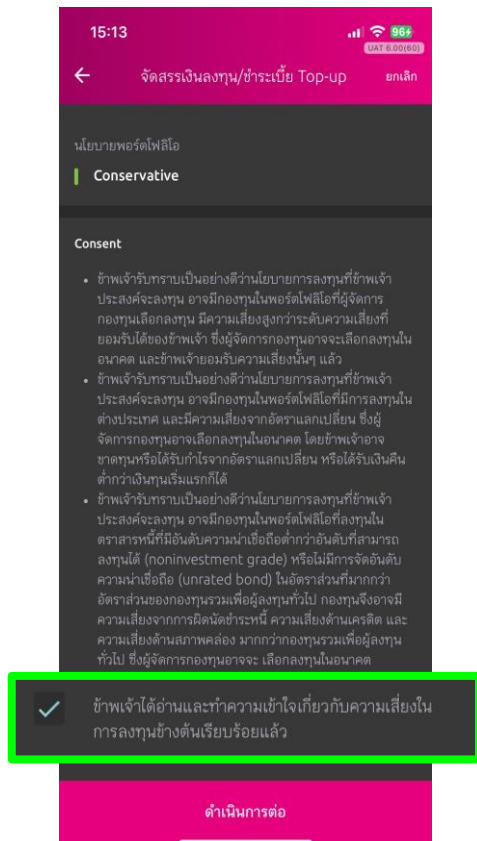 15:13
96
UAT 6.00(60)
จัดสรรเงินลงทุน/ชำระเบี้ย Top-up
ยกเลิก
นโยบายพอร์ตโฟลิโอ
Conservative
Consent
• ข้าพเจ้ารับทราบเป็นอย่างดีว่านโยบายการลงทุนที่ข้าพเจ้า
ประสงค์จะลงทุน อาจมีกองทุนในพอร์ตโฟลิโอที่ผู้จัดการ
กองทุนเลือกลงทุน มีความเสี่ยงสูงกว่าระดับความเสี่ยงที่
ยอมรับได้ของข้าพเจ้า ซึ่งผู้จัดการกองทุนอาจจะเลือกลงทุนใน
อนาคต และข้าพเจ้ายอมรับความเสี่ยงนั้นๆ แล้ว
• ข้าพเจ้ารับทราบเป็นอย่างดีว่านโยบายการลงทุนที่ข้าพเจ้า
ประสงค์จะลงทุน อาจมีกองทุนในพอร์ตโฟลิโอที่มีการลงทุนใน
ต่างประเทศ และมีความเสี่ยงจากอัตราแลกเปลี่ยน ซึ่งผู้
จัดการกองทุนอาจเลือกลงทุนในอนาคต โดยข้าพเจ้าอาจ
ขาดทุนหรือได้รับกำไรจากอัตราแลกเปลี่ยน หรือได้รับเงินคืน
ต่ำกว่าเงินทุนเริ่มแรกก็ได้
• ข้าพเจ้ารับทราบเป็นอย่างดีว่านโยบายการลงทุนที่ข้าพเจ้า
ประสงค์จะลงทุน อาจมีกองทุนในพอร์ตโฟลิโอที่ลงทุนใน
ตราสารหนี้ที่มีอันดับความน่าเชื่อถือต่ำกว่าอันดับที่สามารถ
ลงทุนได้ (noninvestment grade) หรือไม่มีการจัดอันดับ
ความน่าเชื่อถือ (unrated bond) ในอัตราส่วนที่มากกว่า
อัตราส่วนของกองทุนรวมเพื่อผู้ลงทุนทั่วไป กองทุนจึงอาจมี
ความเสี่ยงจากการผิดนัดชำระหนี้ ความเสี่ยงด้านเครดิต และ
ความเสี่ยงด้านสภาพคล่อง มากกว่ากองทุนรวมเพื่อผู้ลงทุน
ทั่วไป ซึ่งผู้จัดการกองทุนอาจจะ เลือกลงทุนในอนาคต
ข้าพเจ้าได้อ่านและทำความเข้าใจเกี่ยวกับความเสี่ยงใน
การลงทุนข้างต้นเรียบร้อยแล้ว
ดำเนินการต่อ